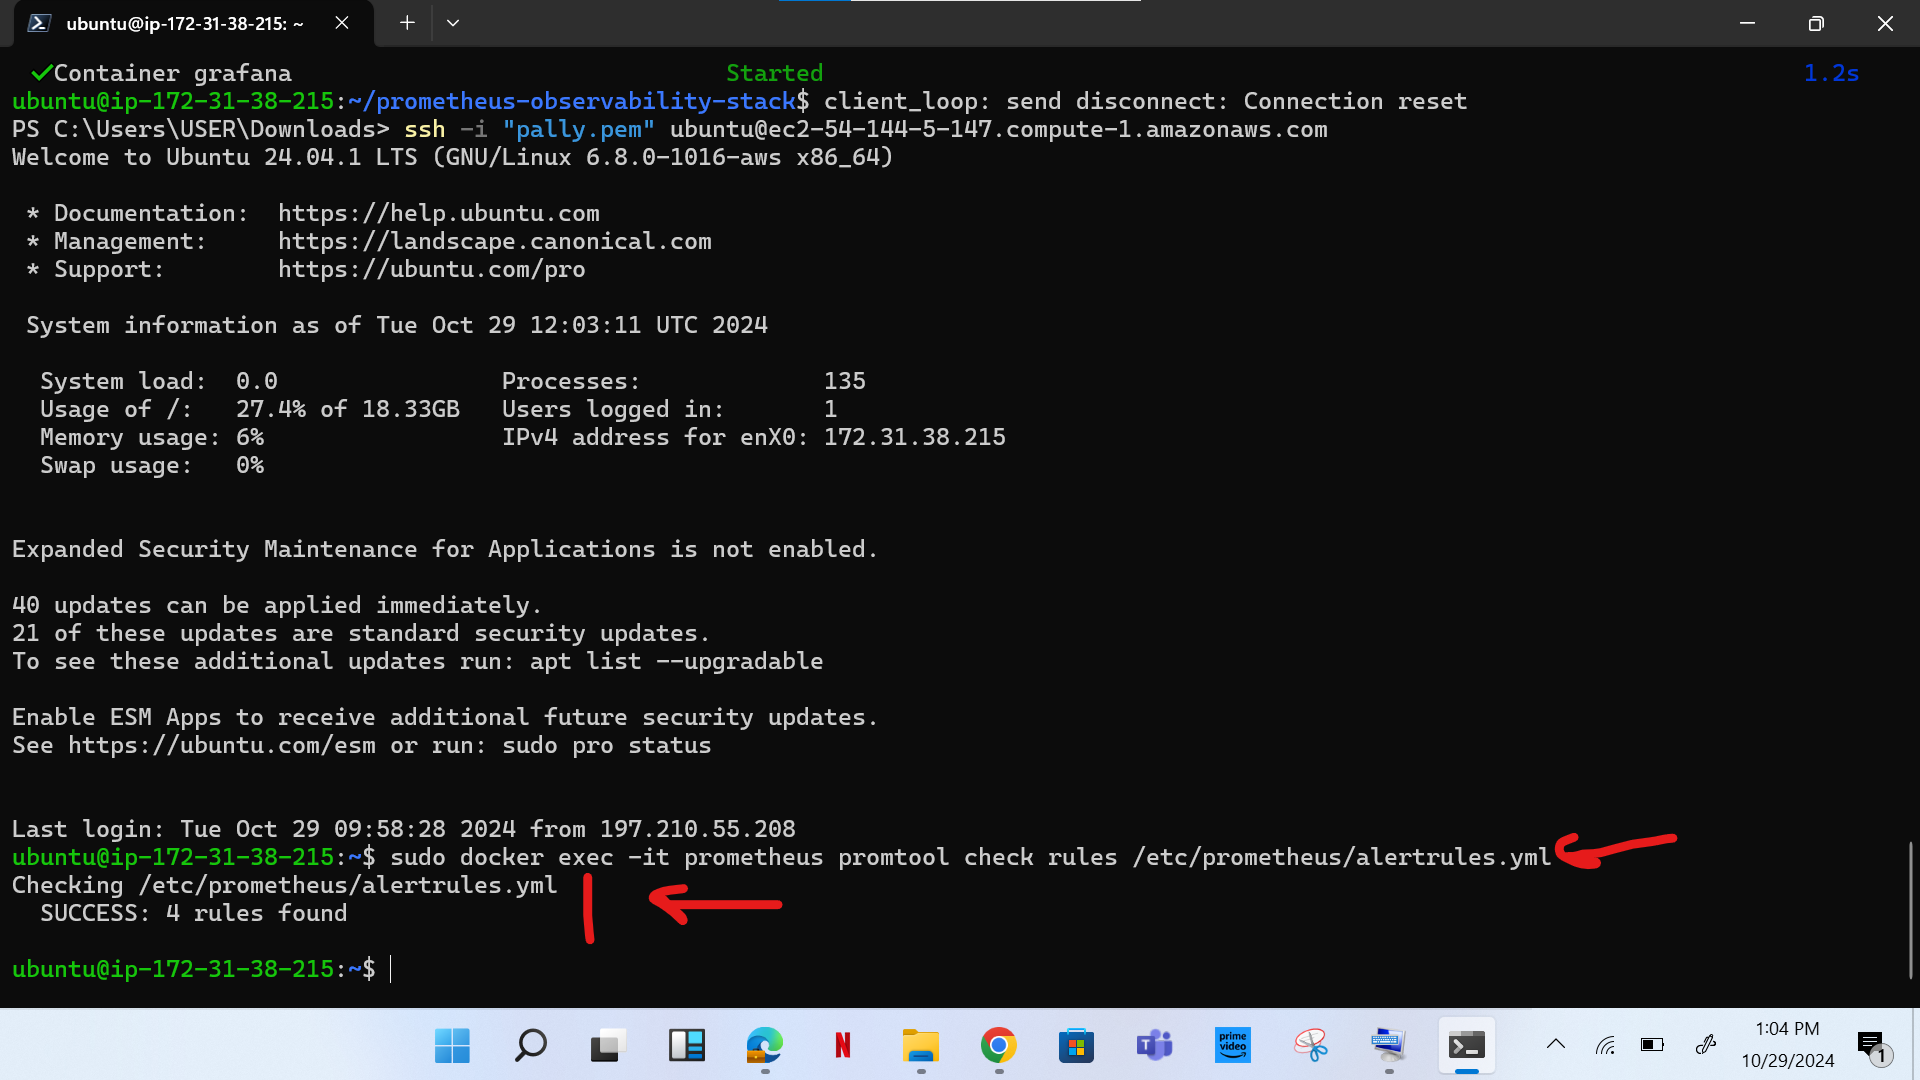 ubuntu@ip-172-31-38-215: ~
✓Container grafana Started 1.2s
ubuntu@ip-172-31-38-215:~/prometheus-observability-stack$ client_loop: send disconnect: Connection reset
PS C:\Users\USER\Downloads> ssh -i "pally.pem" ubuntu@ec2-54-144-5-147.compute-1.amazonaws.com
Welcome to Ubuntu 24.04.1 LTS (GNU/Linux 6.8.0-1016-aws x86_64)
* Documentation: https://help.ubuntu.com
* Management: https://landscape.canonical.com
* Support: https://ubuntu.com/pro
System information as of Tue Oct 29 12:03:11 UTC 2024
System load: 0.0 Processes: 135
Usage of /: 27.4% of 18.33GB Users logged in: 1
Memory usage: 6% IPv4 address for enX0: 172.31.38.215
Swap usage: 0%
Expanded Security Maintenance for Applications is not enabled.
40 updates can be applied immediately.
21 of these updates are standard security updates.
To see these additional updates run: apt list --upgradable
Enable ESM Apps to receive additional future security updates.
See https://ubuntu.com/esm or run: sudo pro status
Last login: Tue Oct 29 09:58:28 2024 from 197.210.55.208
ubuntu@ip-172-31-38-215:~$ sudo docker exec -it prometheus promtool check rules /etc/prometheus/alertrules.yml
Checking /etc/prometheus/alertrules.yml
SUCCESS: 4 rules found
ubuntu@ip-172-31-38-215:~$
N
T
prime video
1:04 PM
10/29/2024
1